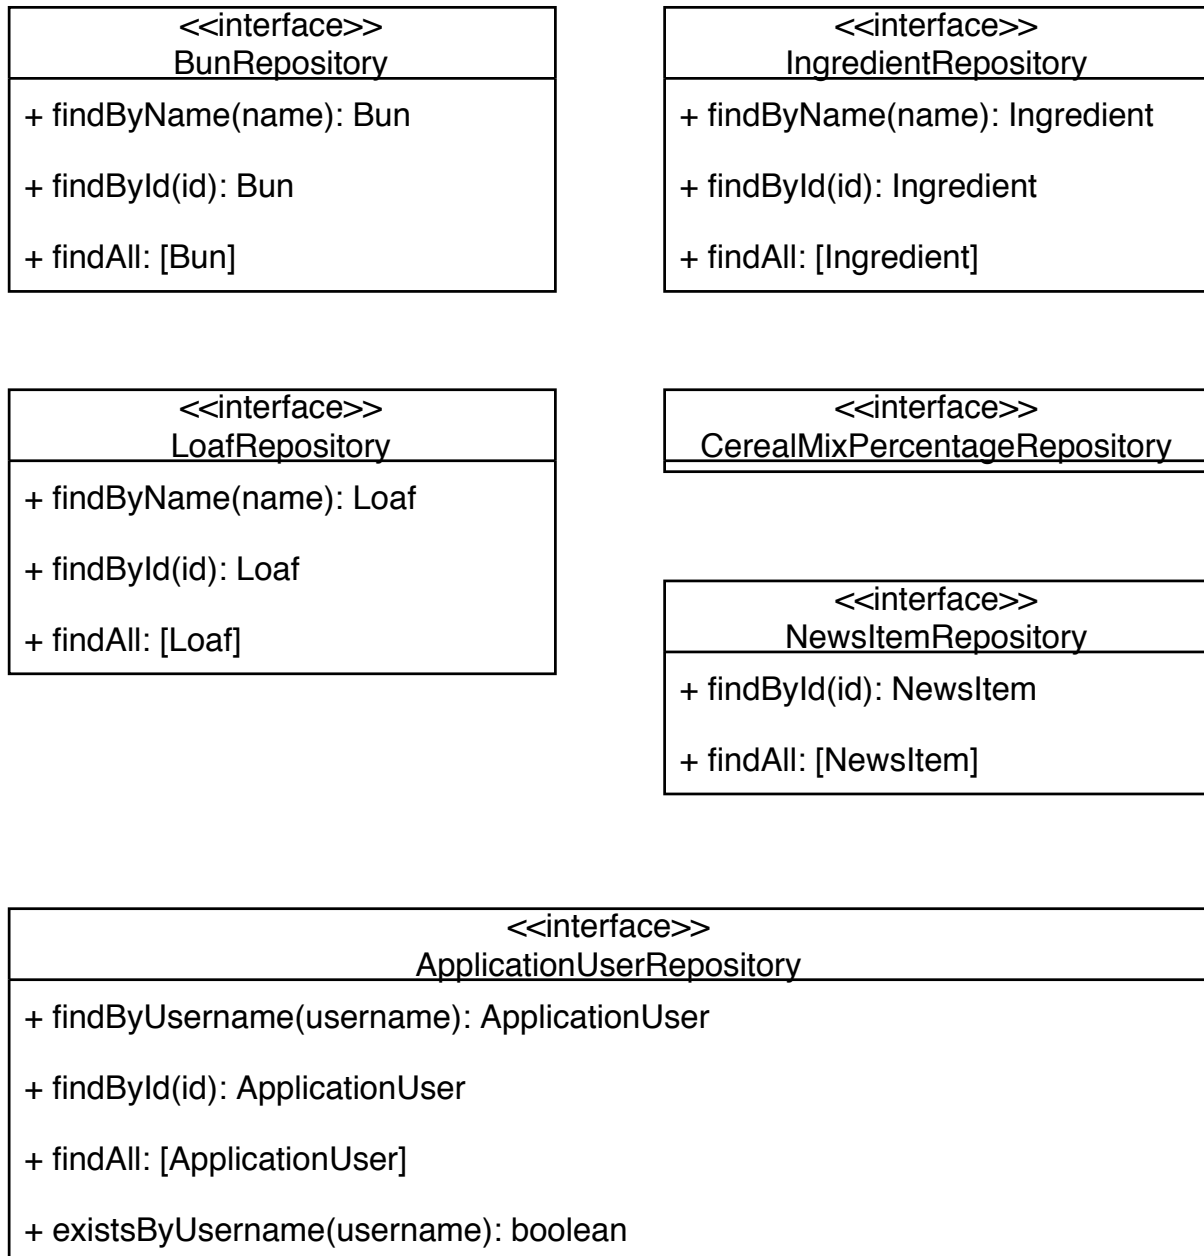 <<interface>>
BunRepository
+ findByName(name): Bun
+ findById(id): Bun
+ findAll: [Bun]
<<interface>>
IngredientRepository
+ findByName(name): Ingredient
+ findById(id): Ingredient
+ findAll: [Ingredient]
<<interface>>
LoafRepository
+ findByName(name): Loaf
+ findById(id): Loaf
+ findAll: [Loaf]
<<interface>>
CerealMixPercentageRepository
<<interface>>
NewsItemRepository
+ findById(id): NewsItem
+ findAll: [NewsItem]
<<interface>>
ApplicationUserRepository
+ findByUsername(username): ApplicationUser
+ findById(id): ApplicationUser
+ findAll: [ApplicationUser]
+ existsByUsername(username): boolean